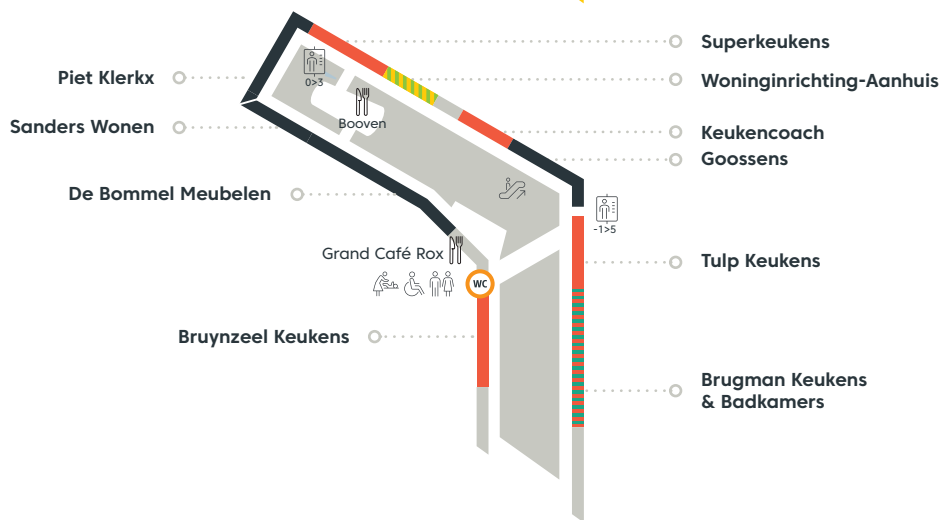 Superkeukens
Piet Klerkx
Woninginrichting-Aanhuis
0>3
Booven
Sanders Wonen
Keukencoach
Goossens
De Bommel Meubelen
-1>5
Grand Café Rox
Tulp Keukens
WC
Bruynzeel Keukens
Brugman Keukens
& Badkamers